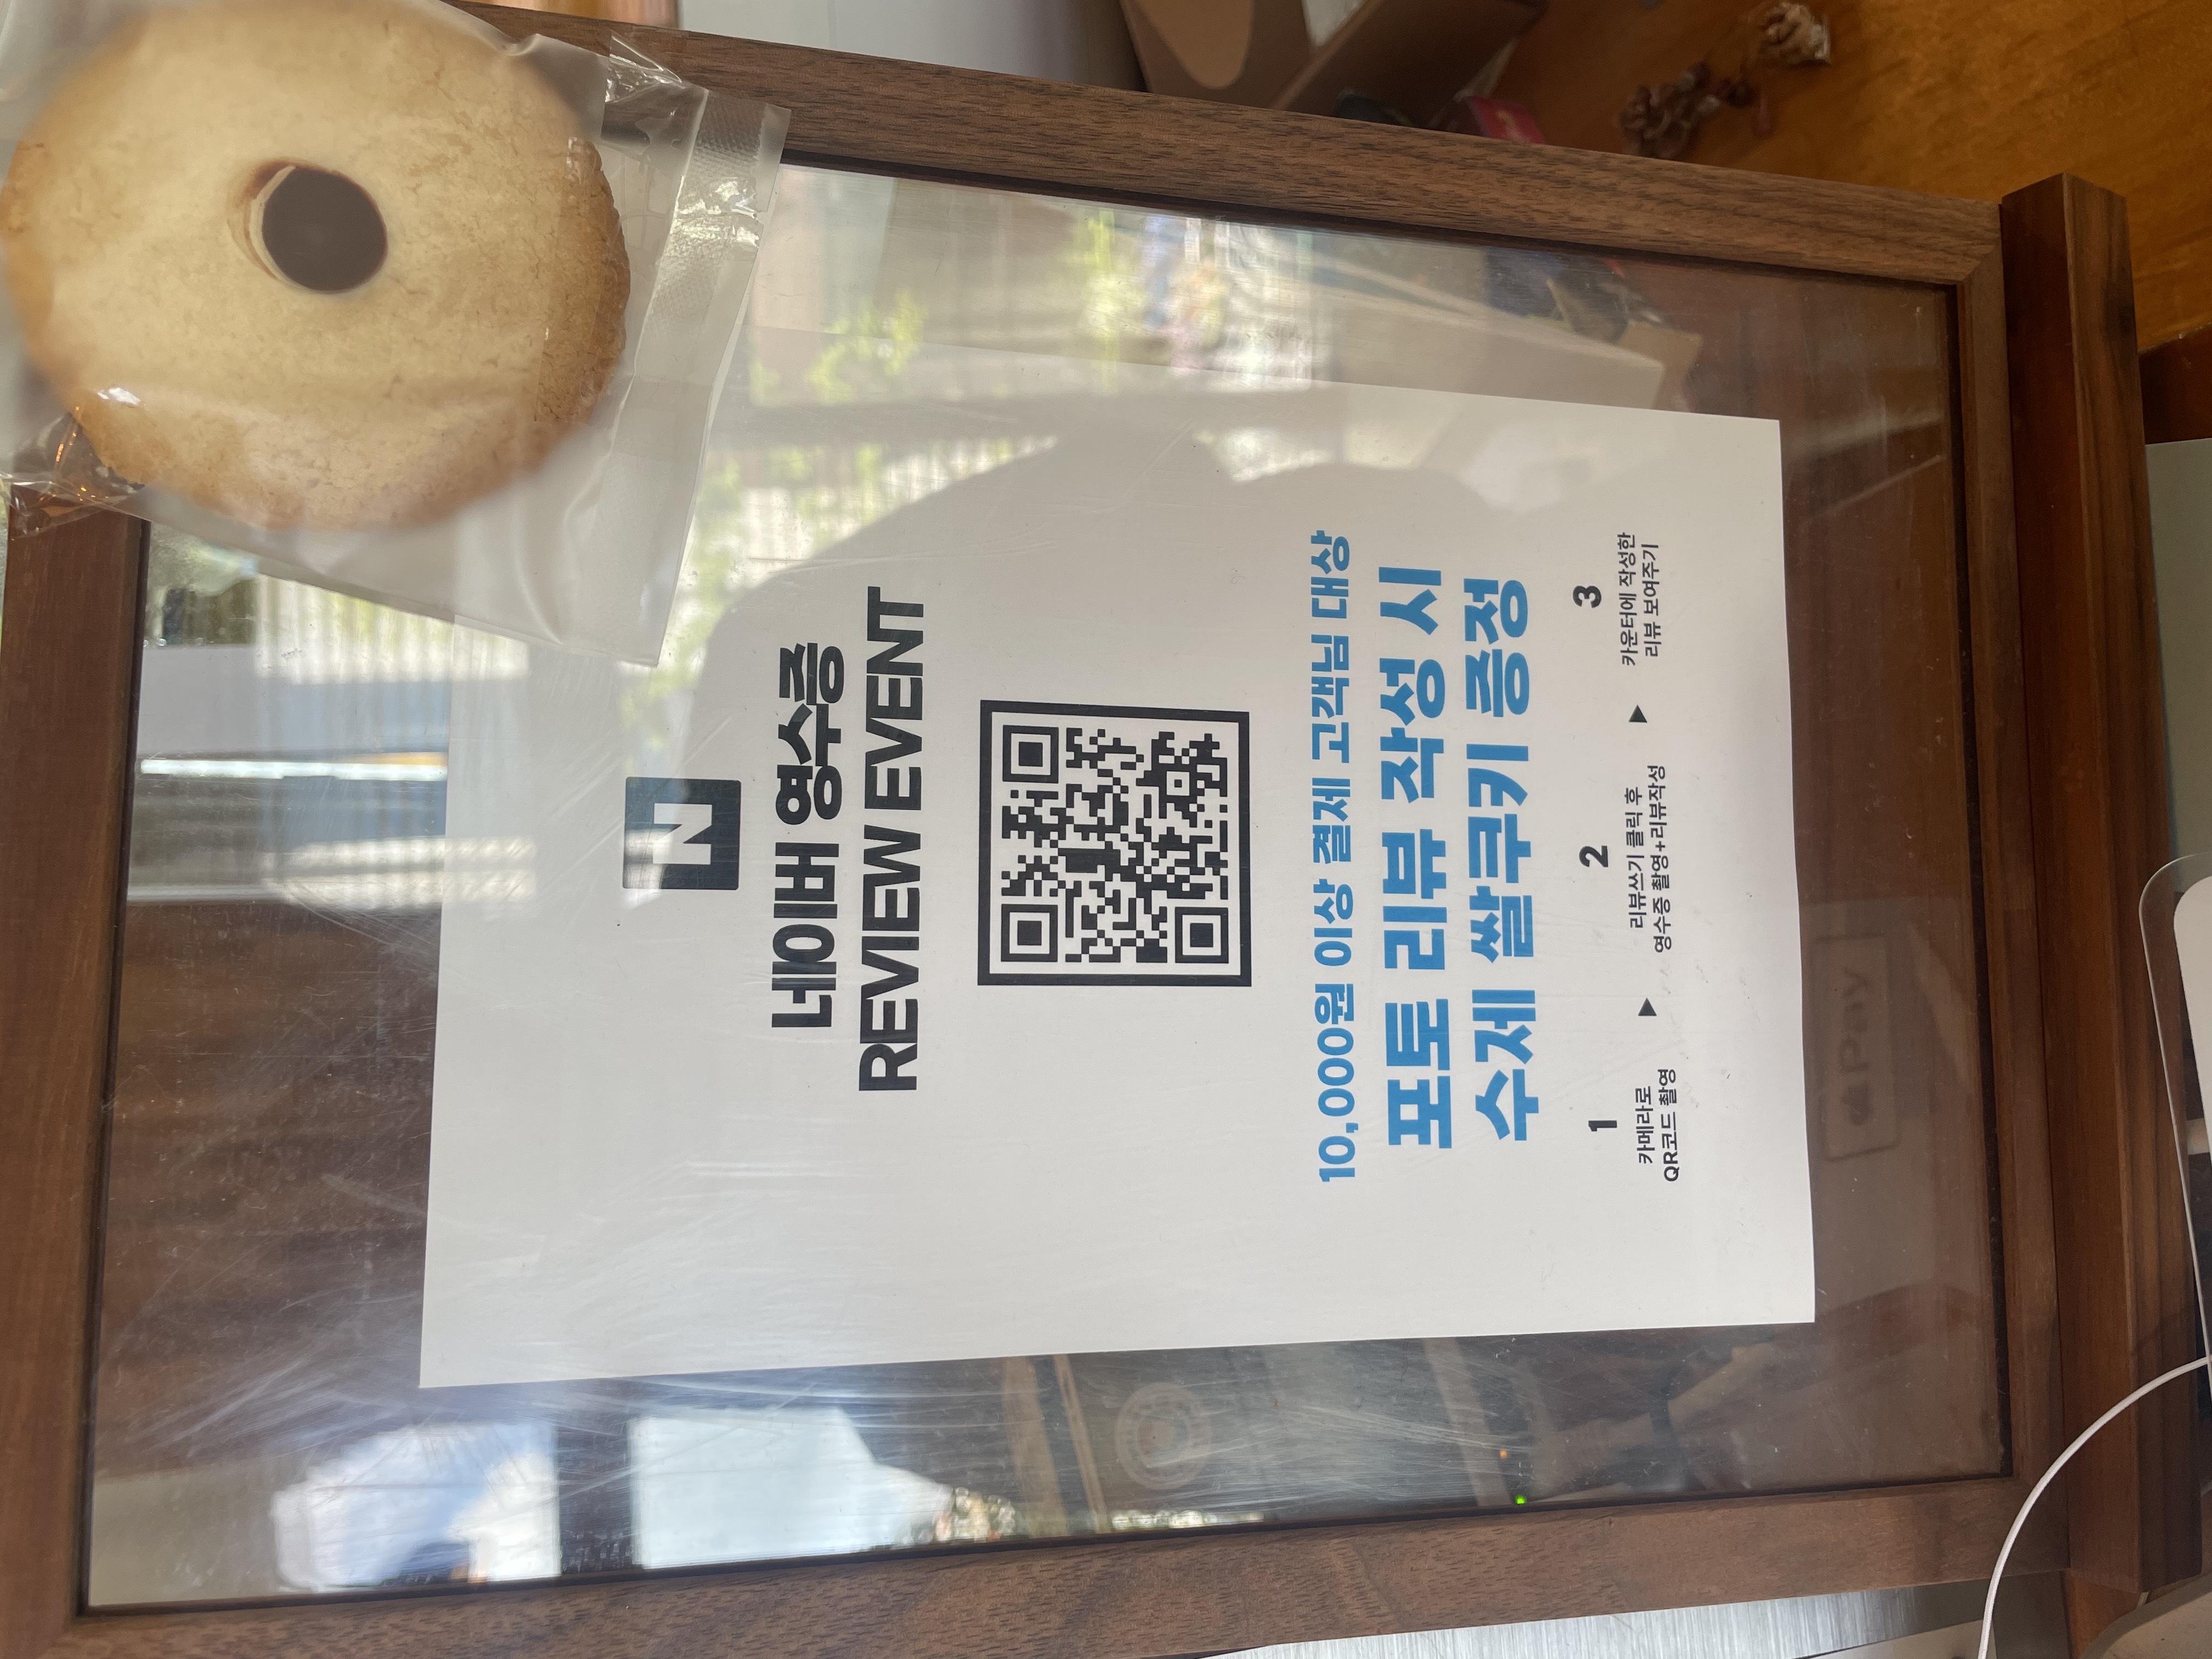 N
네이버 영수증
REVIEW EVENT
10,000원 이상 결제 고객님 대상
포토 리뷰 작성 시
수제 쌀쿠키 증정
1
카메라로
QR코드 촬영
▶
2
리뷰쓰기 클릭 후
영수증 촬영+리뷰작성
▶
3
카운터에 작성한
리뷰 보여주기
Pay